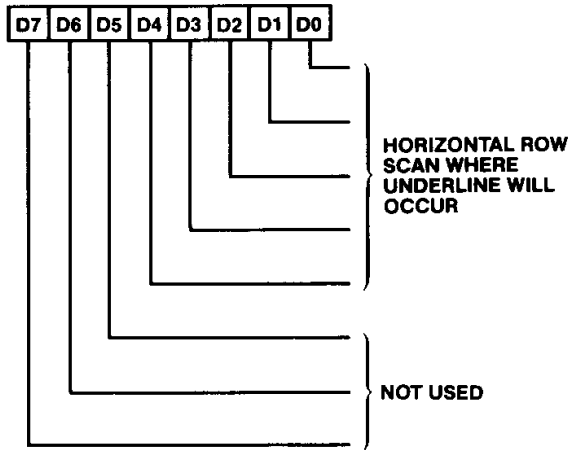 D7 D6 D5 D4 D3 D2 D1 D0
HORIZONTAL ROW
SCAN WHERE
UNDERLINE WILL
OCCUR
NOT USED